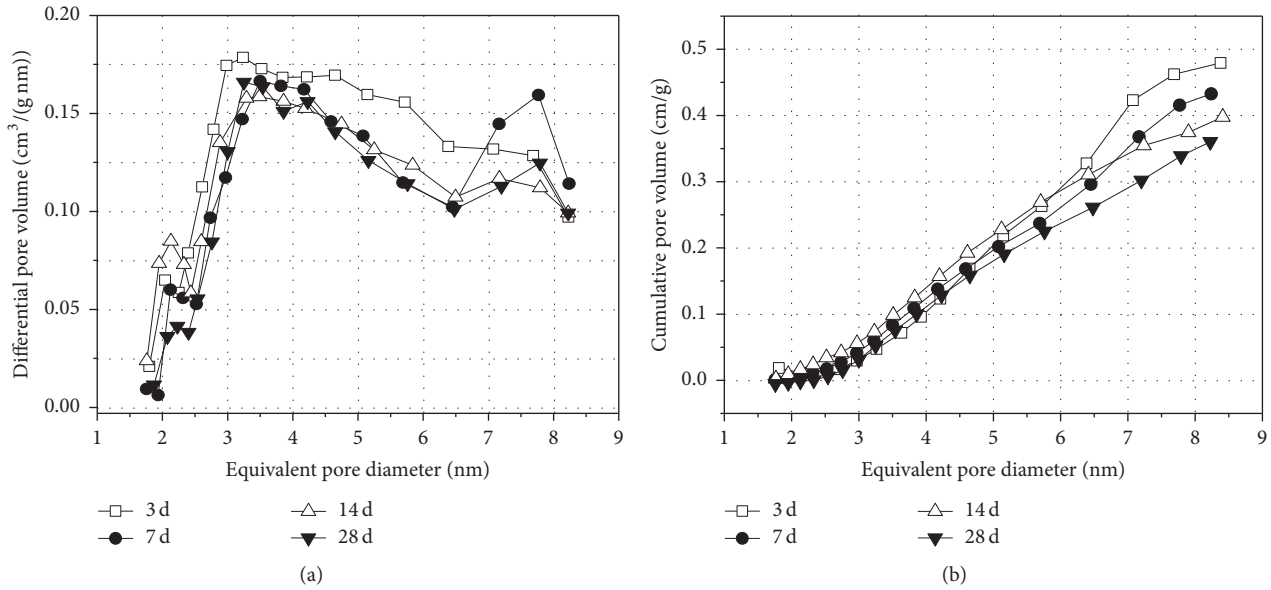 0.20
0.15
0.10
0.05
0.00
Differential pore volume (cm³/(g nm))
1 2 3 4 5 6 7 8 9
Equivalent pore diameter (nm)
3 d
14 d
7 d
28 d
(a)
0.5
0.4
0.3
0.2
0.1
0.0
Cumulative pore volume (cm/g)
1 2 3 4 5 6 7 8 9
Equivalent pore diameter (nm)
3 d
14 d
7 d
28 d
(b)